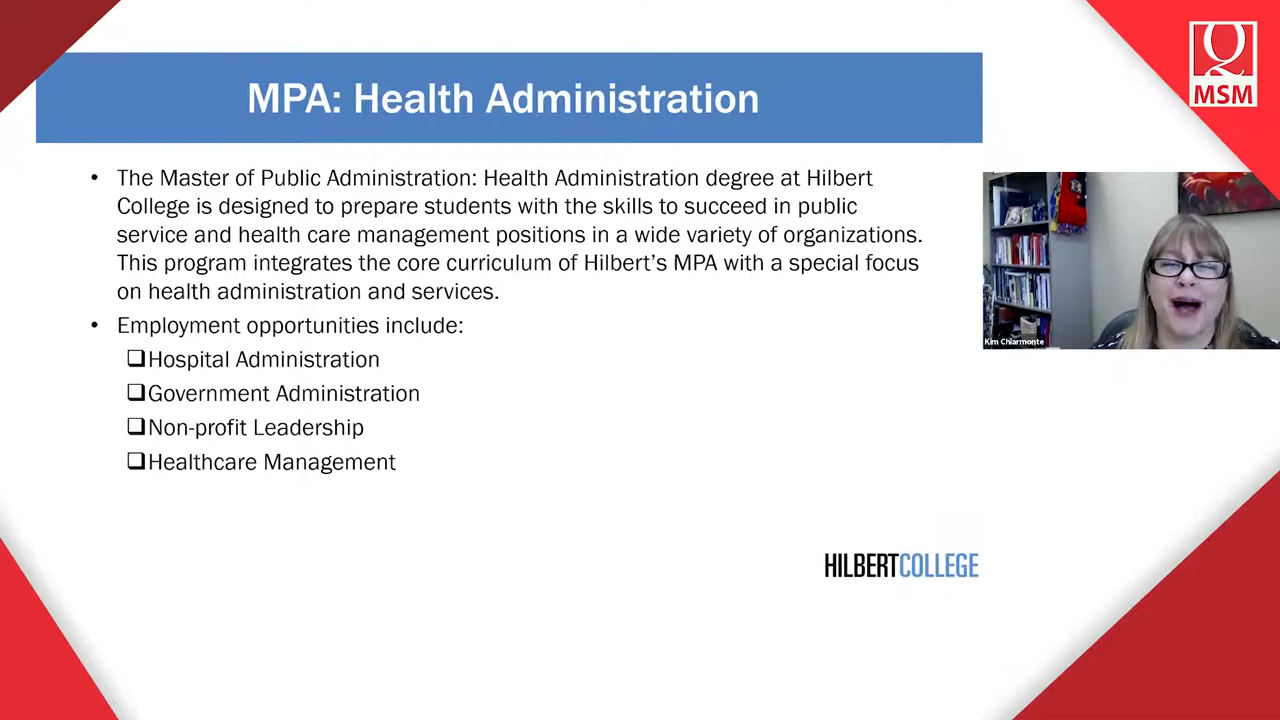 MPA: Health Administration
• The Master of Public Administration: Health Administration degree at Hilbert
College is designed to prepare students with the skills to succeed in public
service and health care management positions in a wide variety of organizations.
This program integrates the core curriculum of Hilbert's MPA with a special focus
on health administration and services.
• Employment opportunities include:
❑Hospital Administration
❑Government Administration
❑Non-profit Leadership
❑Healthcare Management
HILBERTCOLLEGE
Q
MSM
Kim Chiarmonte